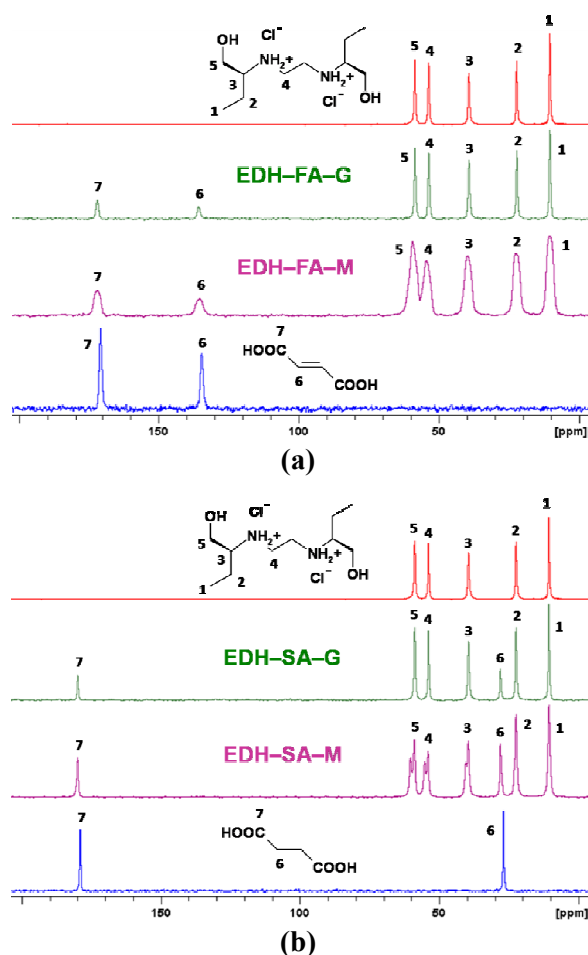 1
OH
Cl⁻
5
4
3
2
5
NH₂⁺
3
4
NH₂⁺
1
2
Cl⁻
OH
EDH–FA–G
7
6
5
4
3
2
1
EDH–FA–M
7
6
5
4
3
2
1
7
HOOC
7
6
6
COOH
150
100
50
[ppm]
(a)
1
OH
Cl⁻
5
4
3
2
5
NH₂⁺
3
4
NH₂⁺
1
2
Cl⁻
OH
EDH–SA–G
7
5
4
3
6
2
1
EDH–SA–M
7
5
4
3
6
2
1
7
7
HOOC
6
COOH
6
150
100
50
[ppm]
(b)